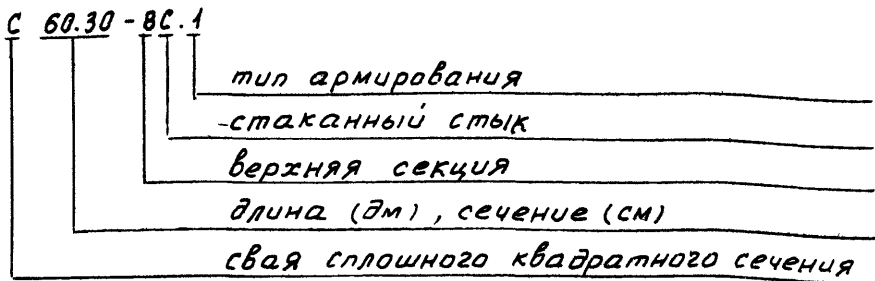 С 60.30-ВС.1
тип армирования
стаканный стык
верхняя секция
длина (дм), сечение (см)
свая сплошного квадратного сечения